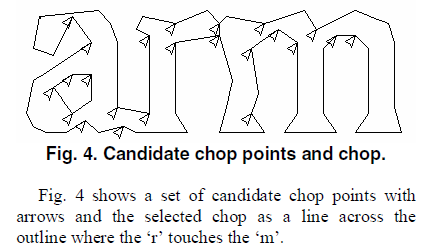 arm
Fig. 4. Candidate chop points and chop.
Fig. 4 shows a set of candidate chop points with
arrows and the selected chop as a line across the
outline where the ‘r’ touches the ‘m’.